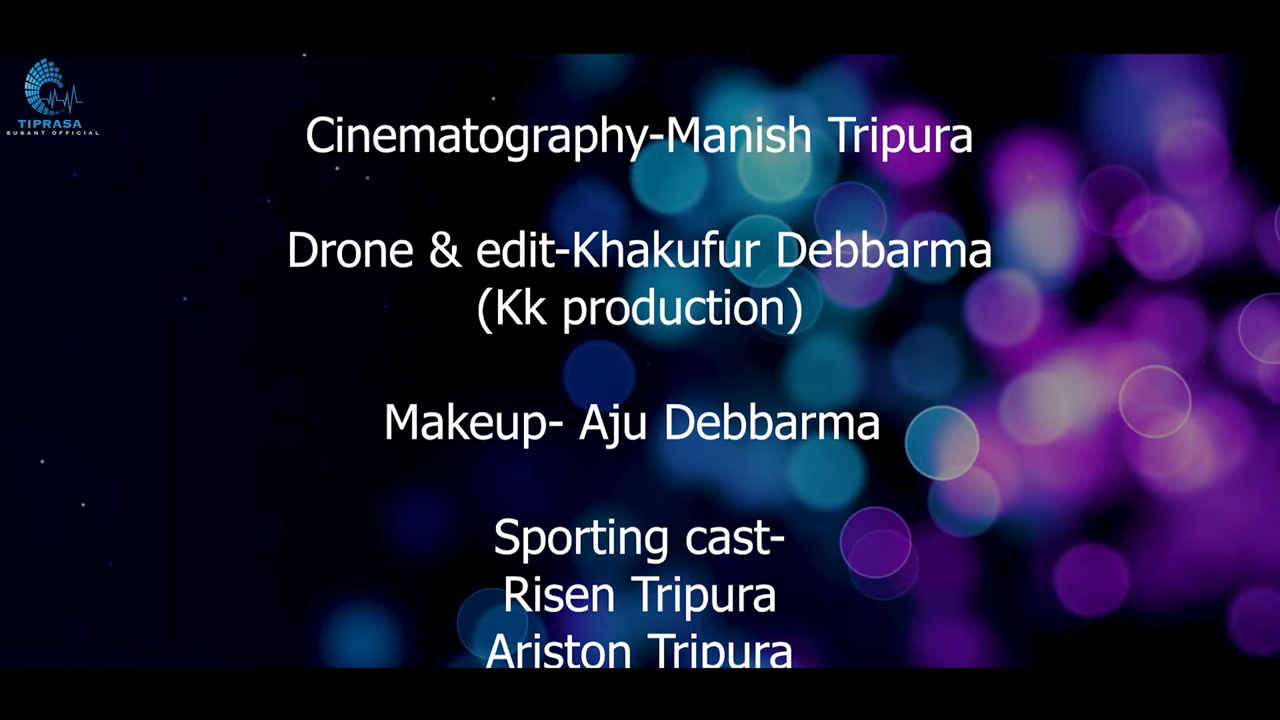 TIPRASA
SUSANT OFFICIAL
Cinematography-Manish Tripura
Drone & edit-Khakufur Debbarma
(Kk production)
Makeup- Aju Debbarma
Sporting cast-
Risen Tripura
Ariston Tripura